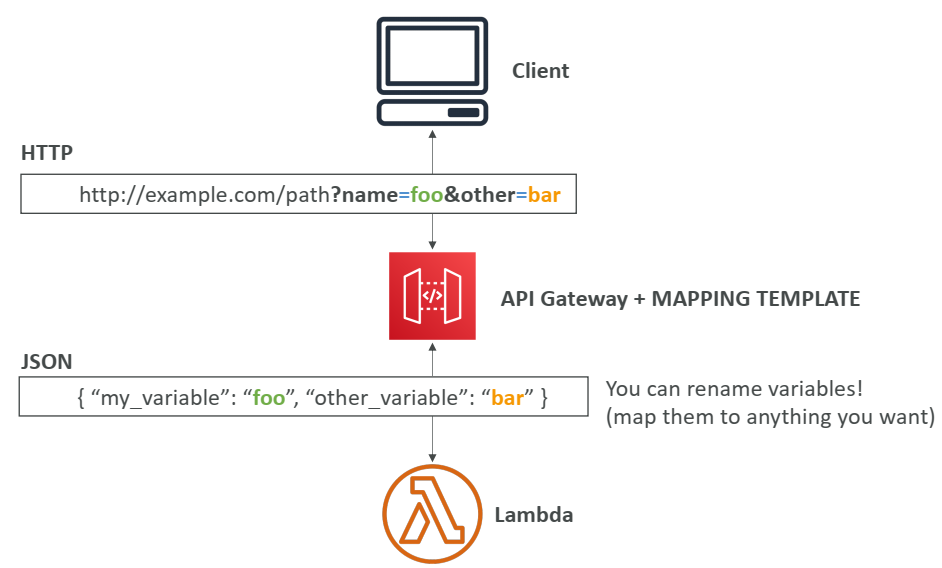 Client
HTTP
http://example.com/path?name=foo&other=bar
</>
API Gateway + MAPPING TEMPLATE
JSON
{ “my_variable”: “foo”, “other_variable”: “bar” }
You can rename variables!
(map them to anything you want)
Lambda